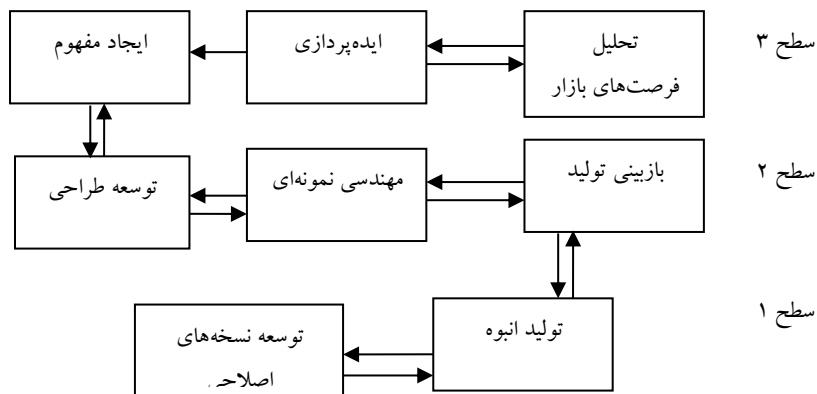 سطح ۳
تحلیل
فرصت‌های بازار
ایده‌پردازی
ایجاد مفهوم
سطح ۲
بازبینی تولید
مهندسی نمونه‌ای
توسعه طراحی
سطح ۱
تولید انبوه
توسعه نسخه‌های
اصلاحی